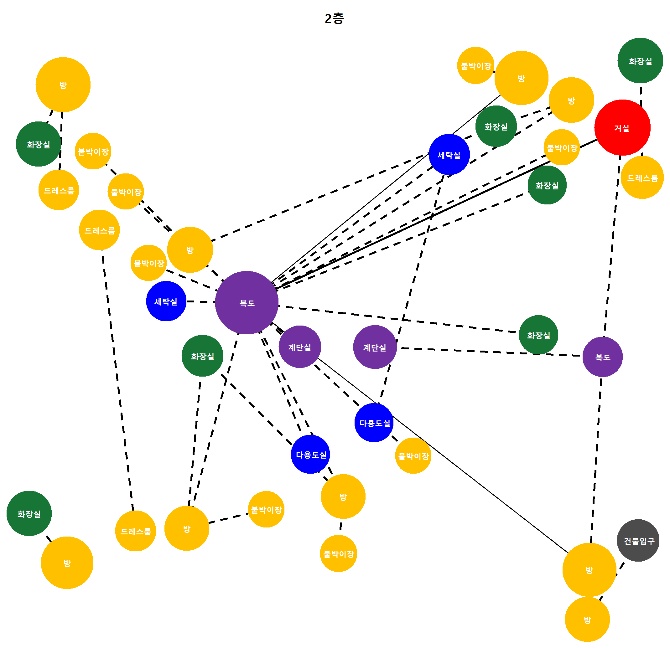 2층
화장실
붙박이장
방
방
방
화장실
거실
화장실
세탁실
붙박이장
붙박이장
드레스룸
화장실
드레스룸
붙박이장
드레스룸
방
붙박이장
세탁실
복도
화장실
계단실
계단실
화장실
복도
다용도실
다용도실
붙박이장
방
화장실
붙박이장
드레스룸
방
건물입구
붙박이장
방
방
방